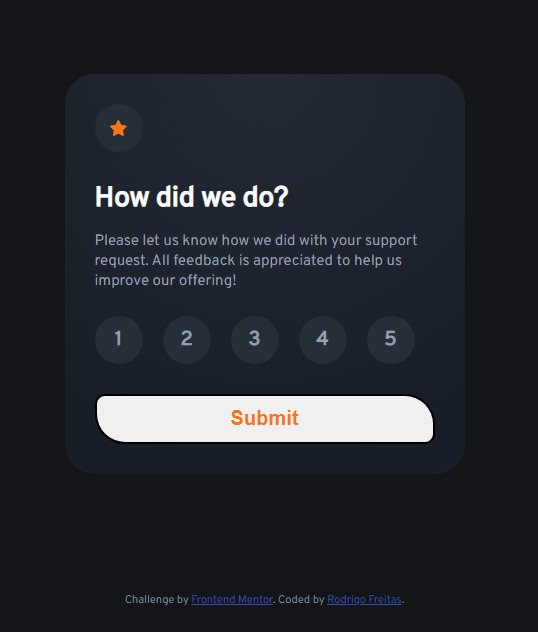 How did we do?
Please let us know how we did with your support
request. All feedback is appreciated to help us
improve our offering!
1 2 3 4 5
Submit
Challenge by Frontend Mentor. Coded by Rodrigo Freitas.